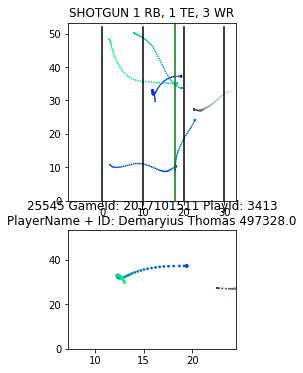 SHOTGUN 1 RB, 1 TE, 3 WR
50
40
30
20
10
0
0 10 20 30
25545 GameId: 2017101511 PlayId: 3413
PlayerName + ID: Demaryius Thomas 497328.0
40
20
0
10 15 20